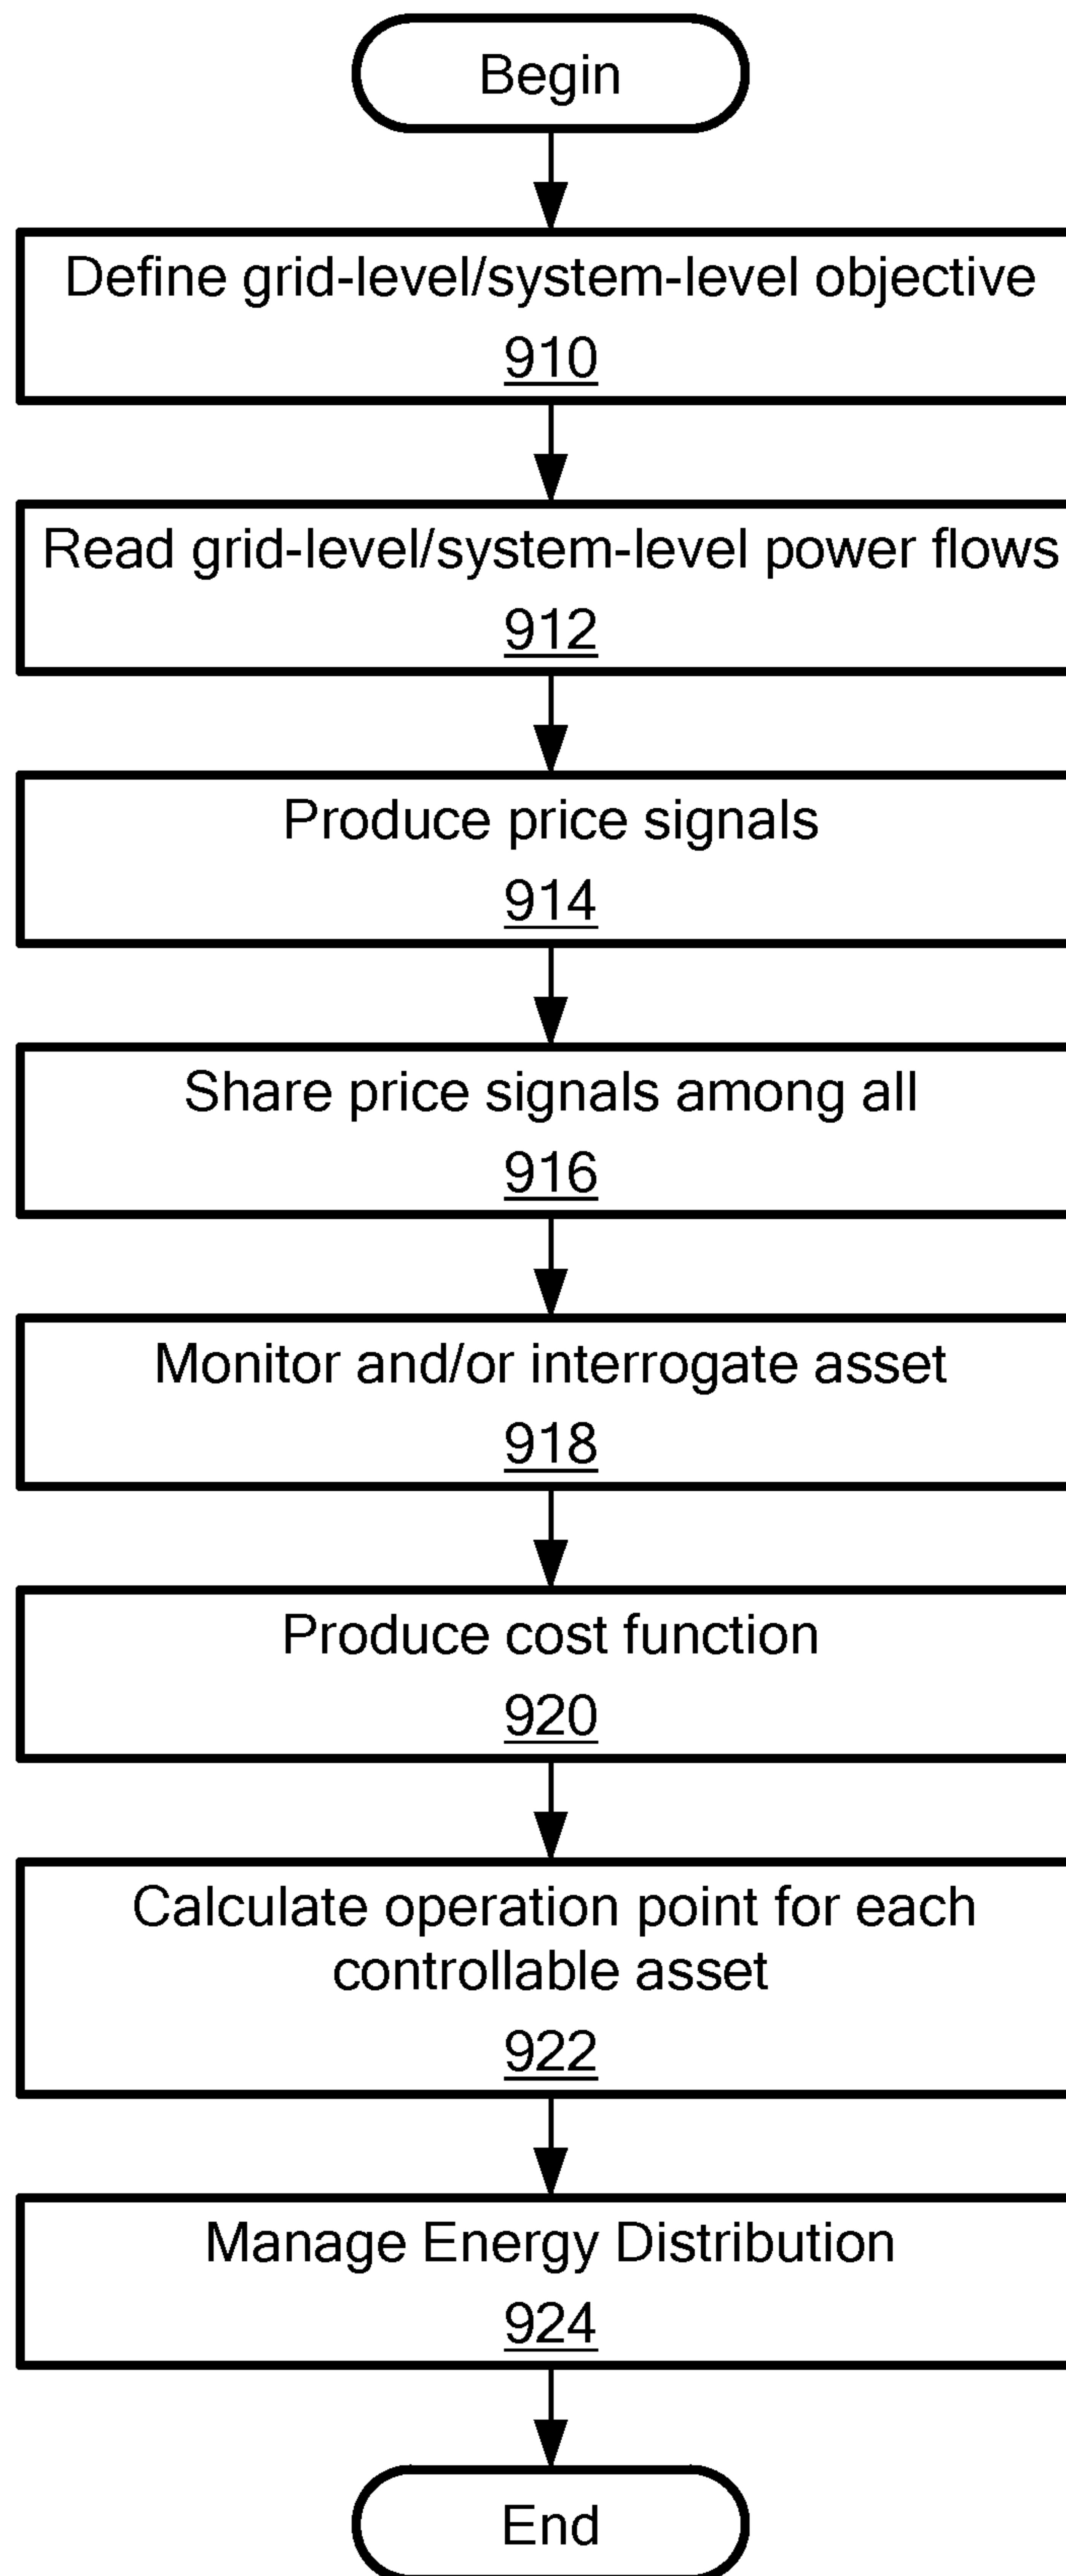 Begin
Define grid-level/system-level objective
910
Read grid-level/system-level power flows
912
Produce price signals
914
Share price signals among all
916
Monitor and/or interrogate asset
918
Produce cost function
920
Calculate operation point for each
controllable asset
922
Manage Energy Distribution
924
End